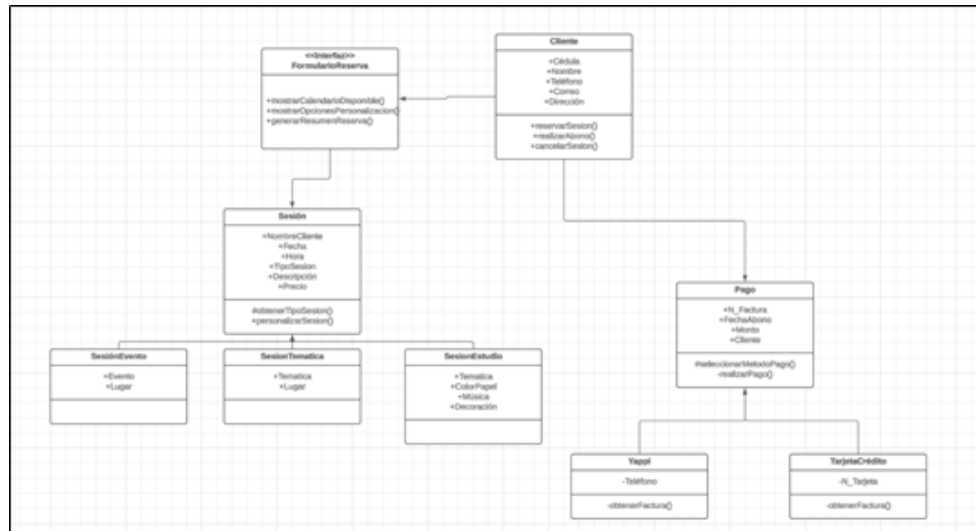 <<Interfaz>>
FormularioReserva
+mostrarCalendarioDisponible()
+mostrarOpcionesPersonalizacion()
+generarResumenReserva()
Cliente
+Cédula
+Nombre
+Teléfono
+Correo
+Dirección
+reservarSesion()
+realizarAbono()
+cancelarSesion()
Sesión
+NombreCliente
+Fecha
+Hora
+TipoSesion
+Descripción
+Precio
#obtenerTipoSesion()
+personalizarSesion()
Pago
+N_Factura
+FechaAbono
+Monto
+Cliente
#seleccionarMetodoPago()
-realizarPago()
SesiónEvento
+Evento
+Lugar
SesionTematica
+Tematica
+Lugar
SesionEstudio
+Tematica
+ColorPapel
+Música
+Decoración
Yappi
-Teléfono
-obtenerFactura()
TarjetaCrédito
-N_Tarjeta
-obtenerFactura()